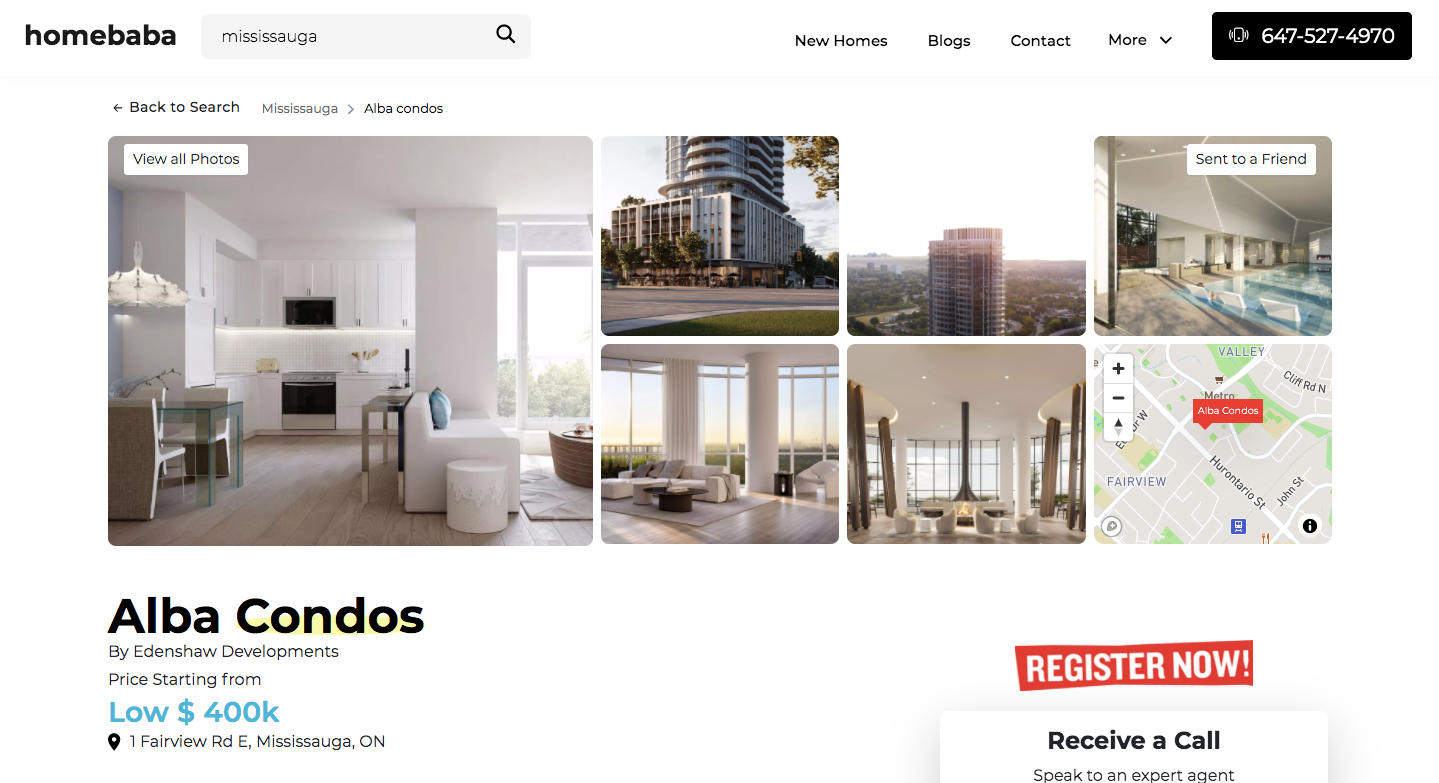 homebaba
mississauga
New Homes
Blogs
Contact
More
647-527-4970
← Back to Search
Mississauga > Alba condos
View all Photos
Sent to a Friend
VALLEY
Cliff Rd N
Metro
Alba Condos
FAIRVIEW
Hurontario St
John St
Alba Condos
By Edenshaw Developments
Price Starting from
Low $ 400k
1 Fairview Rd E, Mississauga, ON
REGISTER NOW!
Receive a Call
Speak to an expert agent